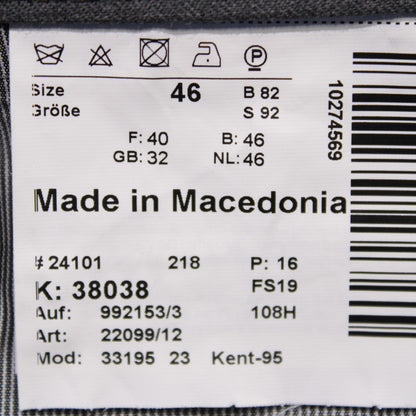 P
Size 46 B 82
Größe S 92
F: 40 B: 46
GB: 32 NL: 46
Made in Macedonia
# 24101 218 P: 16
K: 38038 FS19
Auf: 992153/3 108H
Art: 22099/12
Mod: 33195 23 Kent-95
10274569